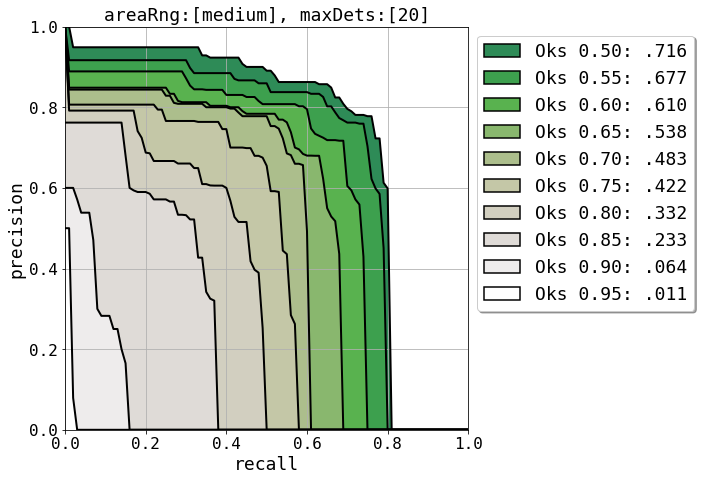 areaRng:[medium], maxDets:[20]
1.0
0.8
0.6
0.4
0.2
0.0
precision
0.0 0.2 0.4 0.6 0.8 1.0
recall
Oks 0.50: .716
Oks 0.55: .677
Oks 0.60: .610
Oks 0.65: .538
Oks 0.70: .483
Oks 0.75: .422
Oks 0.80: .332
Oks 0.85: .233
Oks 0.90: .064
Oks 0.95: .011